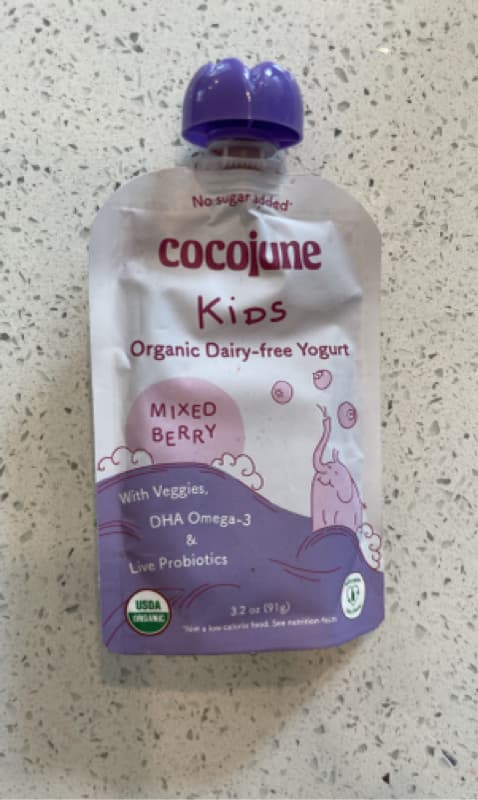 No sugar added*
cocojune
KiDS
Organic Dairy-free Yogurt
MIXED
BERRY
With Veggies,
DHA Omega-3
&
Live Probiotics
USDA
ORGANIC
3.2 oz (91g)
*Not a low calorie food. See nutrition facts